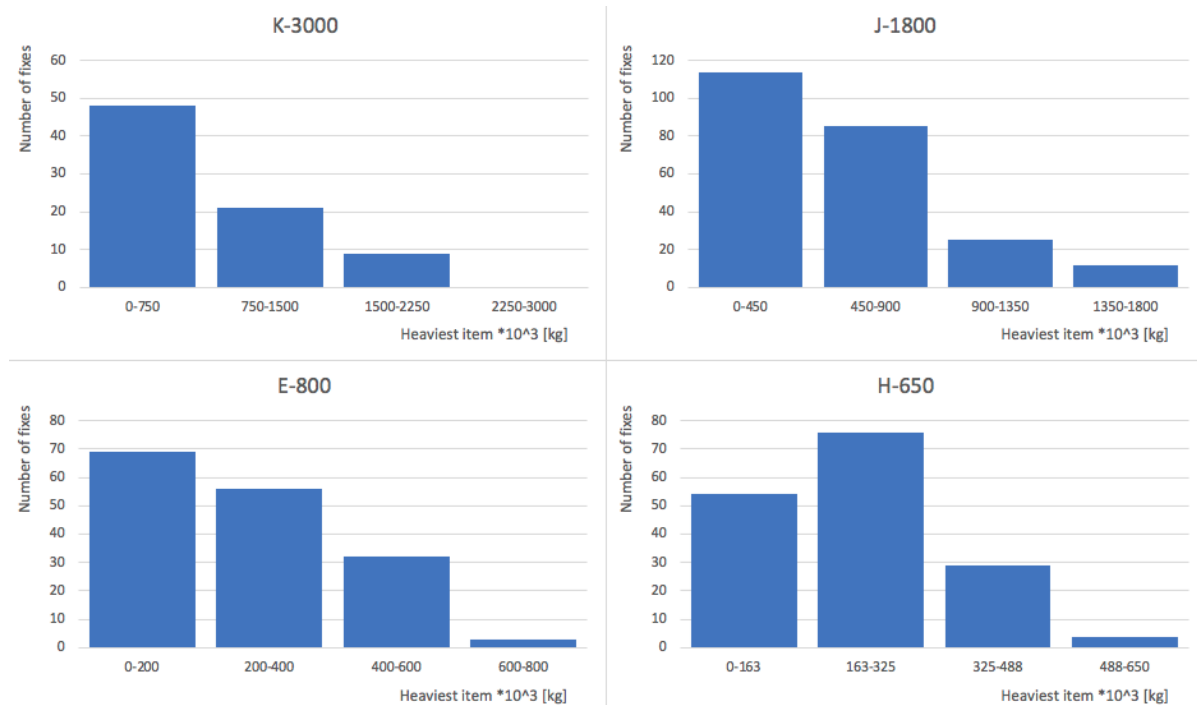 K-3000
Number of fixes
60
50
40
30
20
10
0
0-750 750-1500 1500-2250 2250-3000
Heaviest item *10^3 [kg]
J-1800
Number of fixes
120
100
80
60
40
20
0
0-450 450-900 900-1350 1350-1800
Heaviest item *10^3 [kg]
E-800
Number of fixes
80
70
60
50
40
30
20
10
0
0-200 200-400 400-600 600-800
Heaviest item *10^3 [kg]
H-650
Number of fixes
80
70
60
50
40
30
20
10
0
0-163 163-325 325-488 488-650
Heaviest item *10^3 [kg]